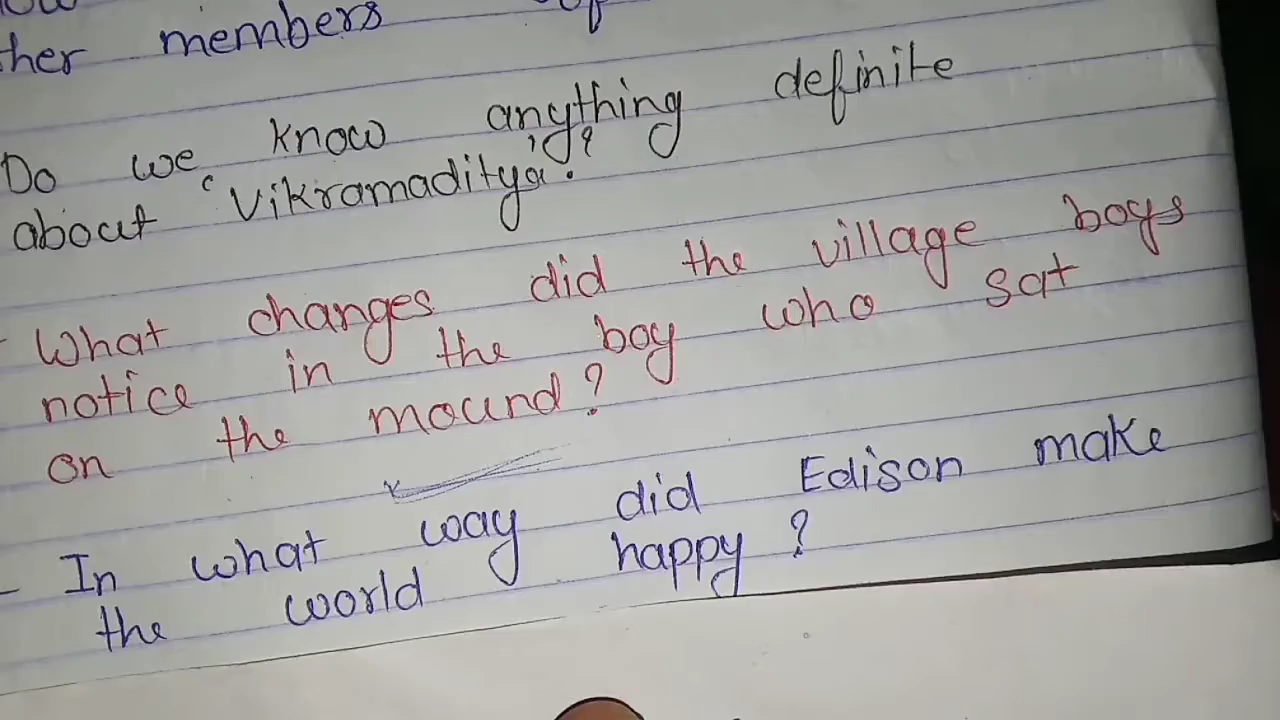 ther members of
Do we know anything definite
about 'Vikramaditya'?
What changes did the village boys
notice in the boy who sat
on the mound?
- In what way did Edison make
the world happy?